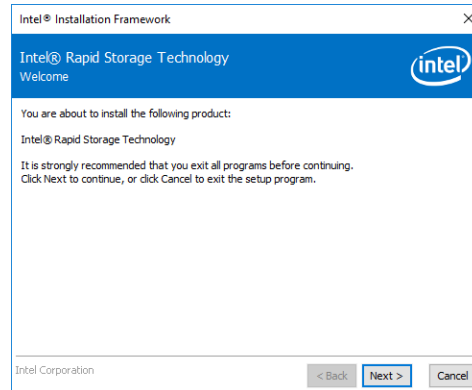 Intel® Installation Framework
Intel® Rapid Storage Technology
Welcome
intel
You are about to install the following product:
Intel® Rapid Storage Technology
It is strongly recommended that you exit all programs before continuing.
Click Next to continue, or click Cancel to exit the setup program.
Intel Corporation
< Back Next > Cancel